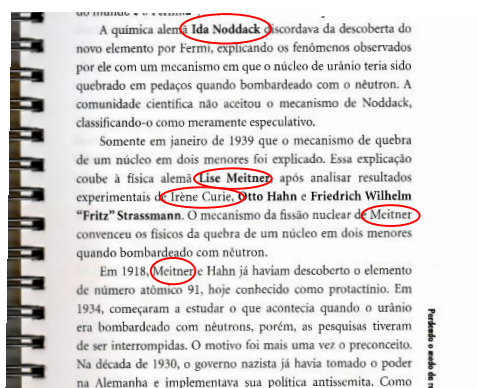 A química alemã Ida Noddack discordava da descoberta do
novo elemento por Fermi, explicando os fenômenos observados
por ele com um mecanismo em que o núcleo de urânio teria sido
quebrado em pedaços quando bombardeado com o nêutron. A
comunidade científica não aceitou o mecanismo de Noddack,
classificando-o como meramente especulativo.
Somente em janeiro de 1939 que o mecanismo de quebra
de um núcleo em dois menores foi explicado. Essa explicação
coube à física alemã Lise Meitner, após analisar resultados
experimentais de Irène Curie, Otto Hahn e Friedrich Wilhelm
“Fritz” Strassmann. O mecanismo da fissão nuclear de Meitner
convenceu os físicos da quebra de um núcleo em dois menores
quando bombardeado com nêutron.
Em 1918, Meitner e Hahn já haviam descoberto o elemento
de número atômico 91, hoje conhecido como protactínio. Em
1934, começaram a estudar o que acontecia quando o urânio
era bombardeado com nêutrons, porém, as pesquisas tiveram
de ser interrompidas. O motivo foi mais uma vez o preconceito.
Na década de 1930, o governo nazista já havia tomado o poder
na Alemanha e implementava sua política antissemita. Como
Perdendo o medo da